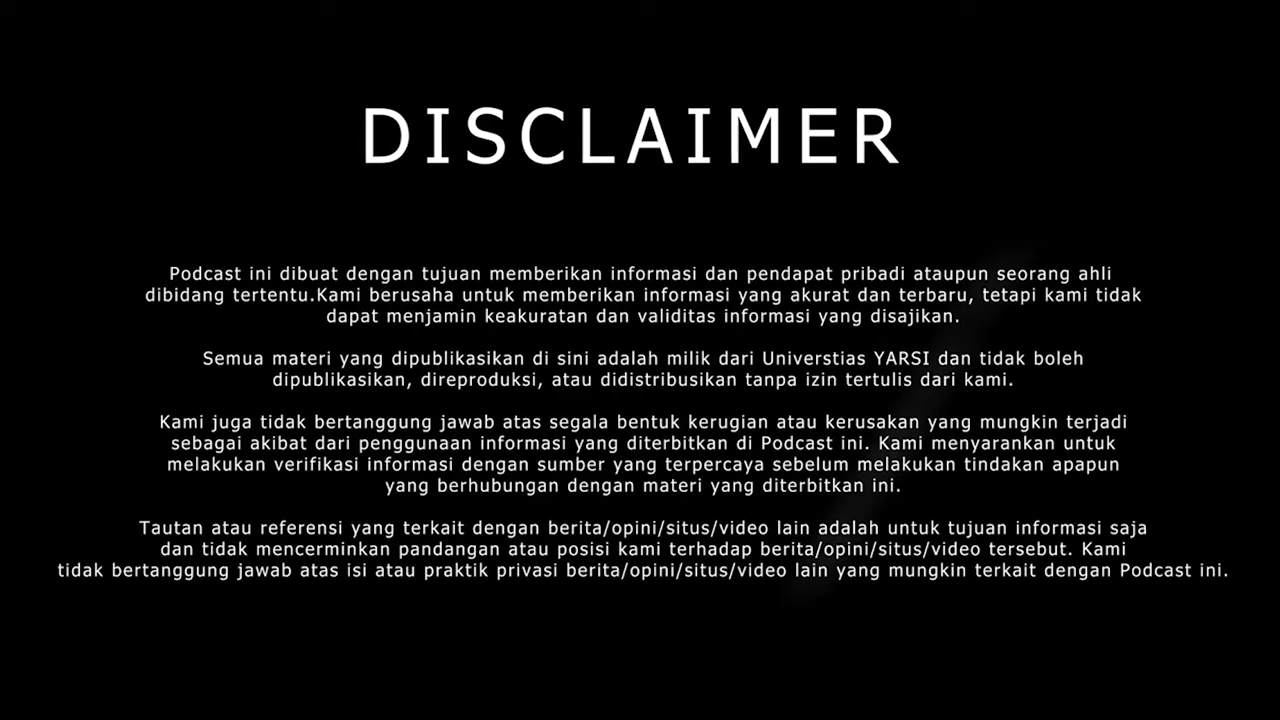 DISCLAIMER
Podcast ini dibuat dengan tujuan memberikan informasi dan pendapat pribadi ataupun seorang ahli
dibidang tertentu.Kami berusaha untuk memberikan informasi yang akurat dan terbaru, tetapi kami tidak
dapat menjamin keakuratan dan validitas informasi yang disajikan.
Semua materi yang dipublikasikan di sini adalah milik dari Universtias YARSI dan tidak boleh
dipublikasikan, direproduksi, atau didistribusikan tanpa izin tertulis dari kami.
Kami juga tidak bertanggung jawab atas segala bentuk kerugian atau kerusakan yang mungkin terjadi
sebagai akibat dari penggunaan informasi yang diterbitkan di Podcast ini. Kami menyarankan untuk
melakukan verifikasi informasi dengan sumber yang terpercaya sebelum melakukan tindakan apapun
yang berhubungan dengan materi yang diterbitkan ini.
Tautan atau referensi yang terkait dengan berita/opini/situs/video lain adalah untuk tujuan informasi saja
dan tidak mencerminkan pandangan atau posisi kami terhadap berita/opini/situs/video tersebut. Kami
tidak bertanggung jawab atas isi atau praktik privasi berita/opini/situs/video lain yang mungkin terkait dengan Podcast ini.